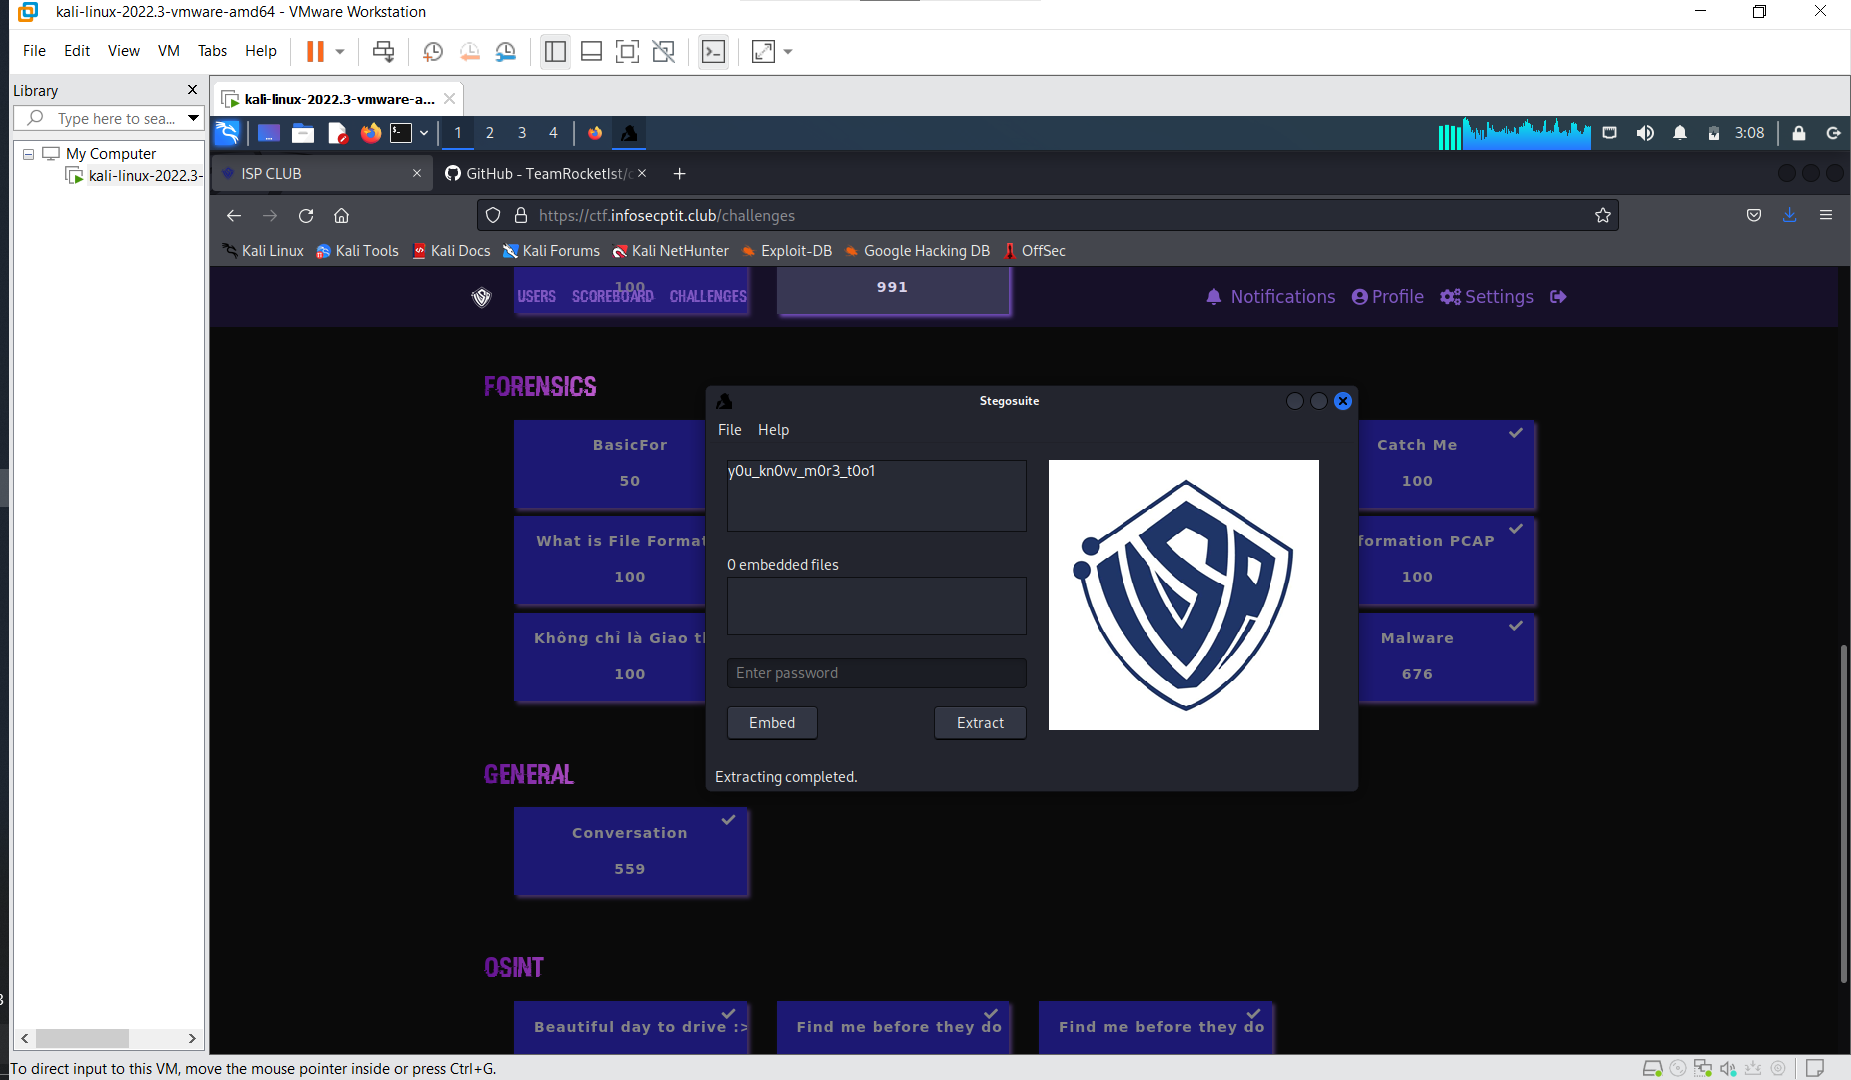 kali-linux-2022.3-vmware-amd64 - VMware Workstation
File Edit View VM Tabs Help
Library
Type here to sea...
My Computer
kali-linux-2022.3-
kali-linux-2022.3-vmware-a...
1 2 3 4
3:08
ISP CLUB
GitHub - TeamRocketIst/c
https://ctf.infosecptit.club/challenges
Kali Linux Kali Tools Kali Docs Kali Forums Kali NetHunter Exploit-DB Google Hacking DB OffSec
100
991
USERS SCOREBOARD CHALLENGES
Notifications Profile Settings
FORENSICS
BasicFor
50
What is File Format
100
Không chỉ là Giao th
100
Catch Me
100
formation PCAP
100
Malware
676
Stegosuite
File Help
y0u_kn0vv_m0r3_t0o1
0 embedded files
Enter password
Embed
Extract
Extracting completed.
ISP
GENERAL
Conversation
559
OSINT
Beautiful day to drive :>
Find me before they do
Find me before they do
To direct input to this VM, move the mouse pointer inside or press Ctrl+G.